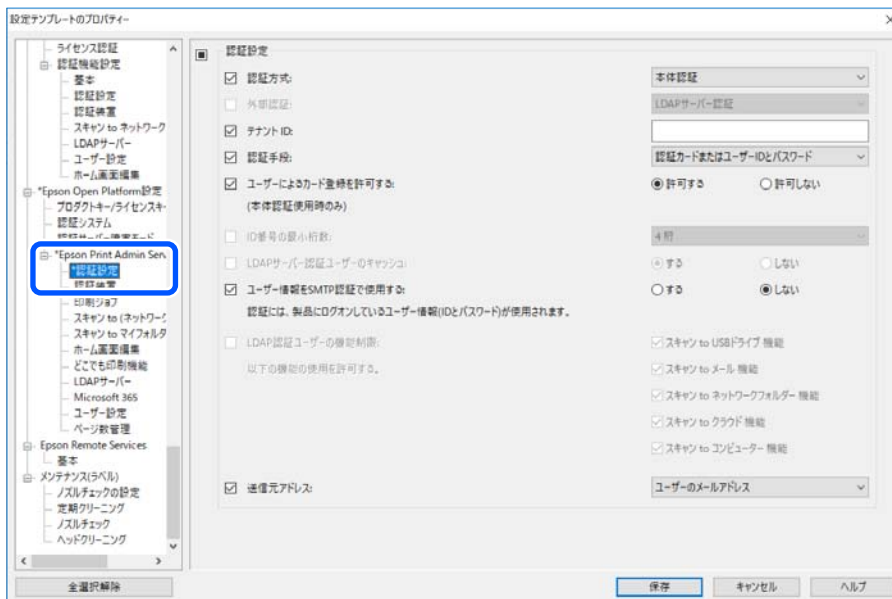 設定テンプレートのプロパティー
ライセンス認証
認証機能設定
基本
認証設定
認証装置
スキャン to ネットワーク
LDAPサーバー
ユーザー設定
ホーム画面編集
*Epson Open Platform設定
プロダクトキー/ライセンスキ-
認証システム
*Epson Print Admin Serv
*認証設定
認証装置
印刷ジョブ
スキャン to (ネットワーク
スキャン to マイフォルダ
ホーム画面編集
どこでも印刷機能
LDAPサーバー
Microsoft 365
ユーザー設定
ページ数管理
Epson Remote Services
基本
メンテナンス(ラベル)
ノズルチェックの設定
定期クリーニング
ノズルチェック
ヘッドクリーニング
全選択解除
認証設定
認証方式: 本体認証
外部認証: LDAPサーバー認証
テナント ID:
認証手段: 認証カードまたはユーザーIDとパスワード
ユーザーによるカード登録を許可する: 許可する 許可しない
(本体認証使用時のみ)
ID番号の最小桁数: 4 桁
LDAPサーバー認証ユーザーのキャッシュ: する しない
ユーザー情報をSMTP認証で使用する: する しない
認証には、製品にログオンしているユーザー情報(IDとパスワード)が使用されます。
LDAP認証ユーザーの機能制限: スキャン to USBドライブ 機能
以下の機能の使用を許可する。 スキャン to メール 機能
スキャン to ネットワークフォルダー 機能
スキャン to クラウド 機能
スキャン to コンピューター 機能
送信元アドレス: ユーザーのメールアドレス
保存 キャンセル ヘルプ